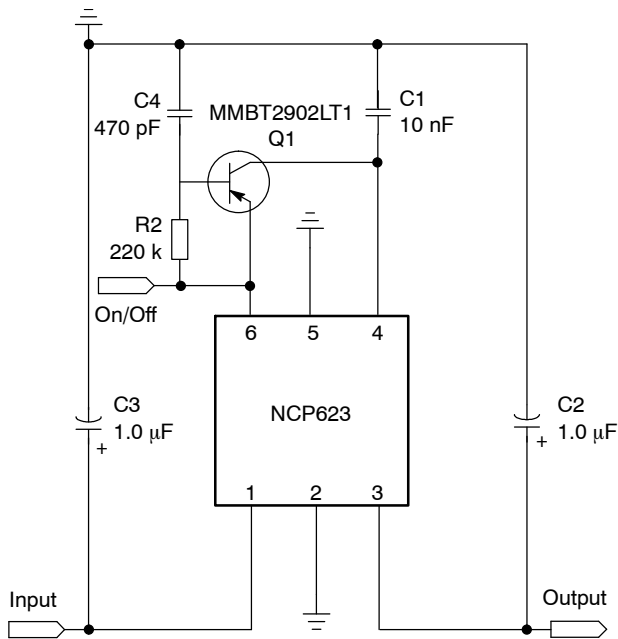 C4
470 pF
MMBT2902LT1
Q1
C1
10 nF
R2
220 k
On/Off
6
5
4
NCP623
C3
1.0 μF
+
C2
1.0 μF
+
1
2
3
Input
Output